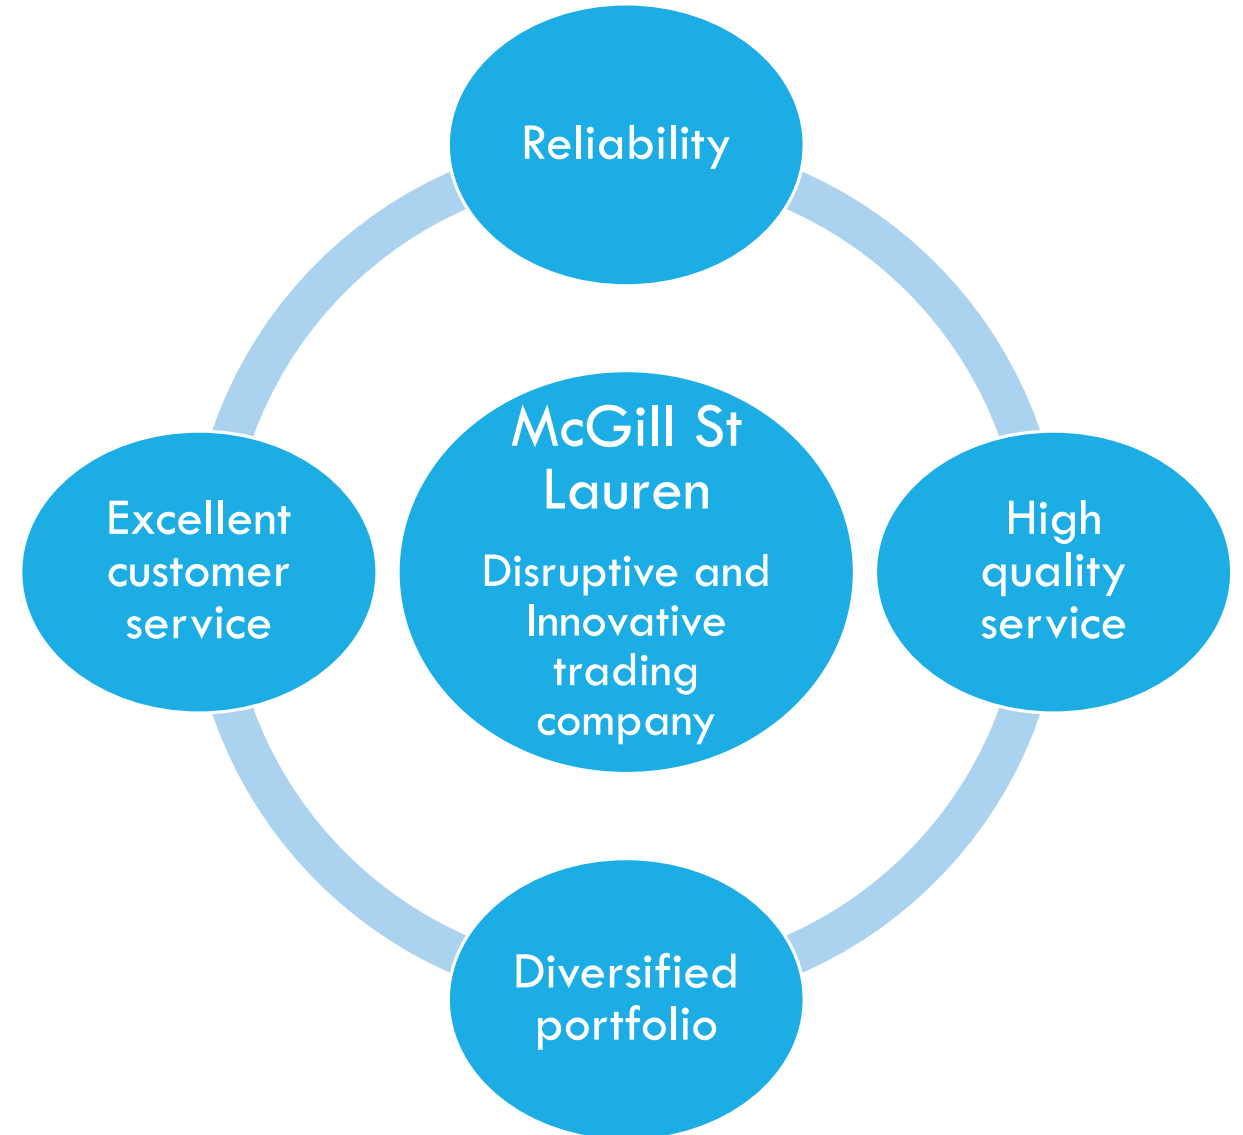 Reliability
McGill St
Lauren
Disruptive and
Innovative
trading
company
Excellent
customer
service
High
quality
service
Diversified
portfolio